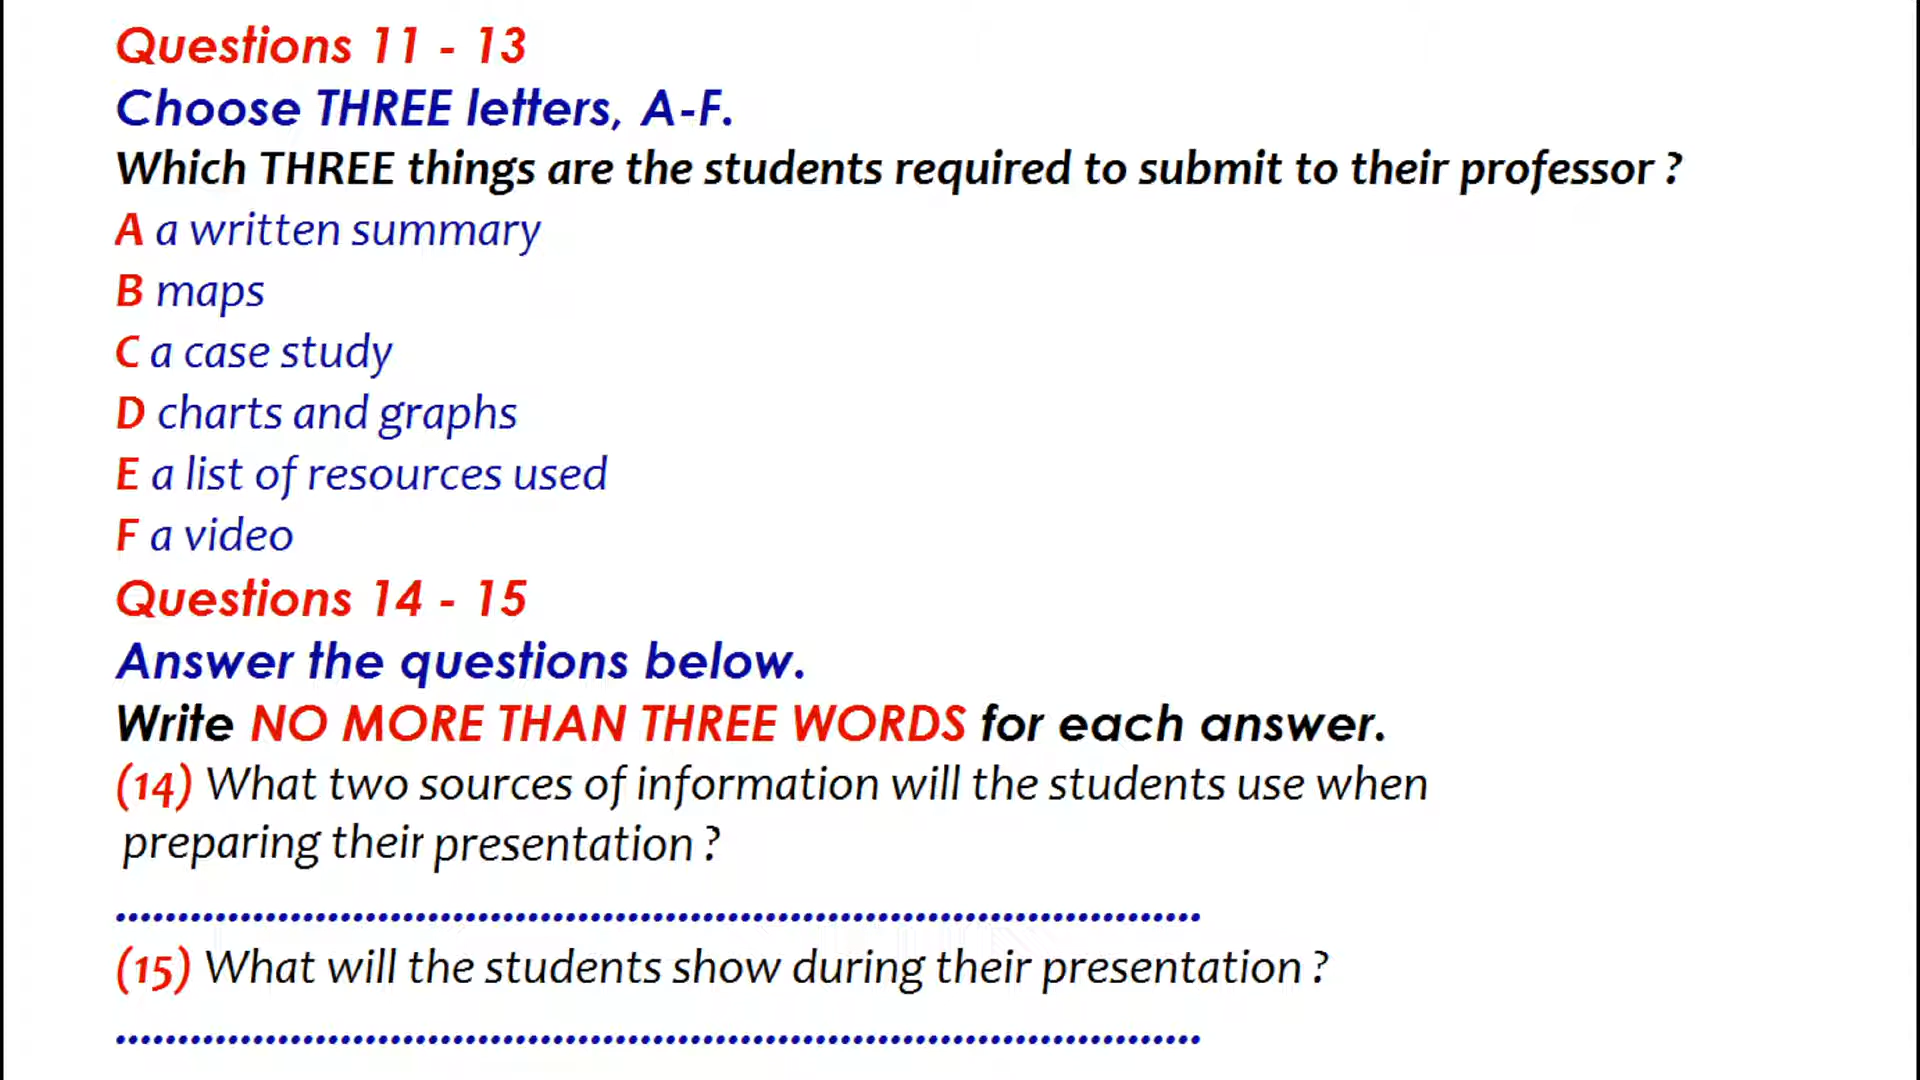 Questions 11 - 13
Choose THREE letters, A-F.
Which THREE things are the students required to submit to their professor ?
A a written summary
B maps
C a case study
D charts and graphs
E a list of resources used
F a video
Questions 14 - 15
Answer the questions below.
Write NO MORE THAN THREE WORDS for each answer.
(14) What two sources of information will the students use when
preparing their presentation ?
................................................................................
(15) What will the students show during their presentation ?
................................................................................